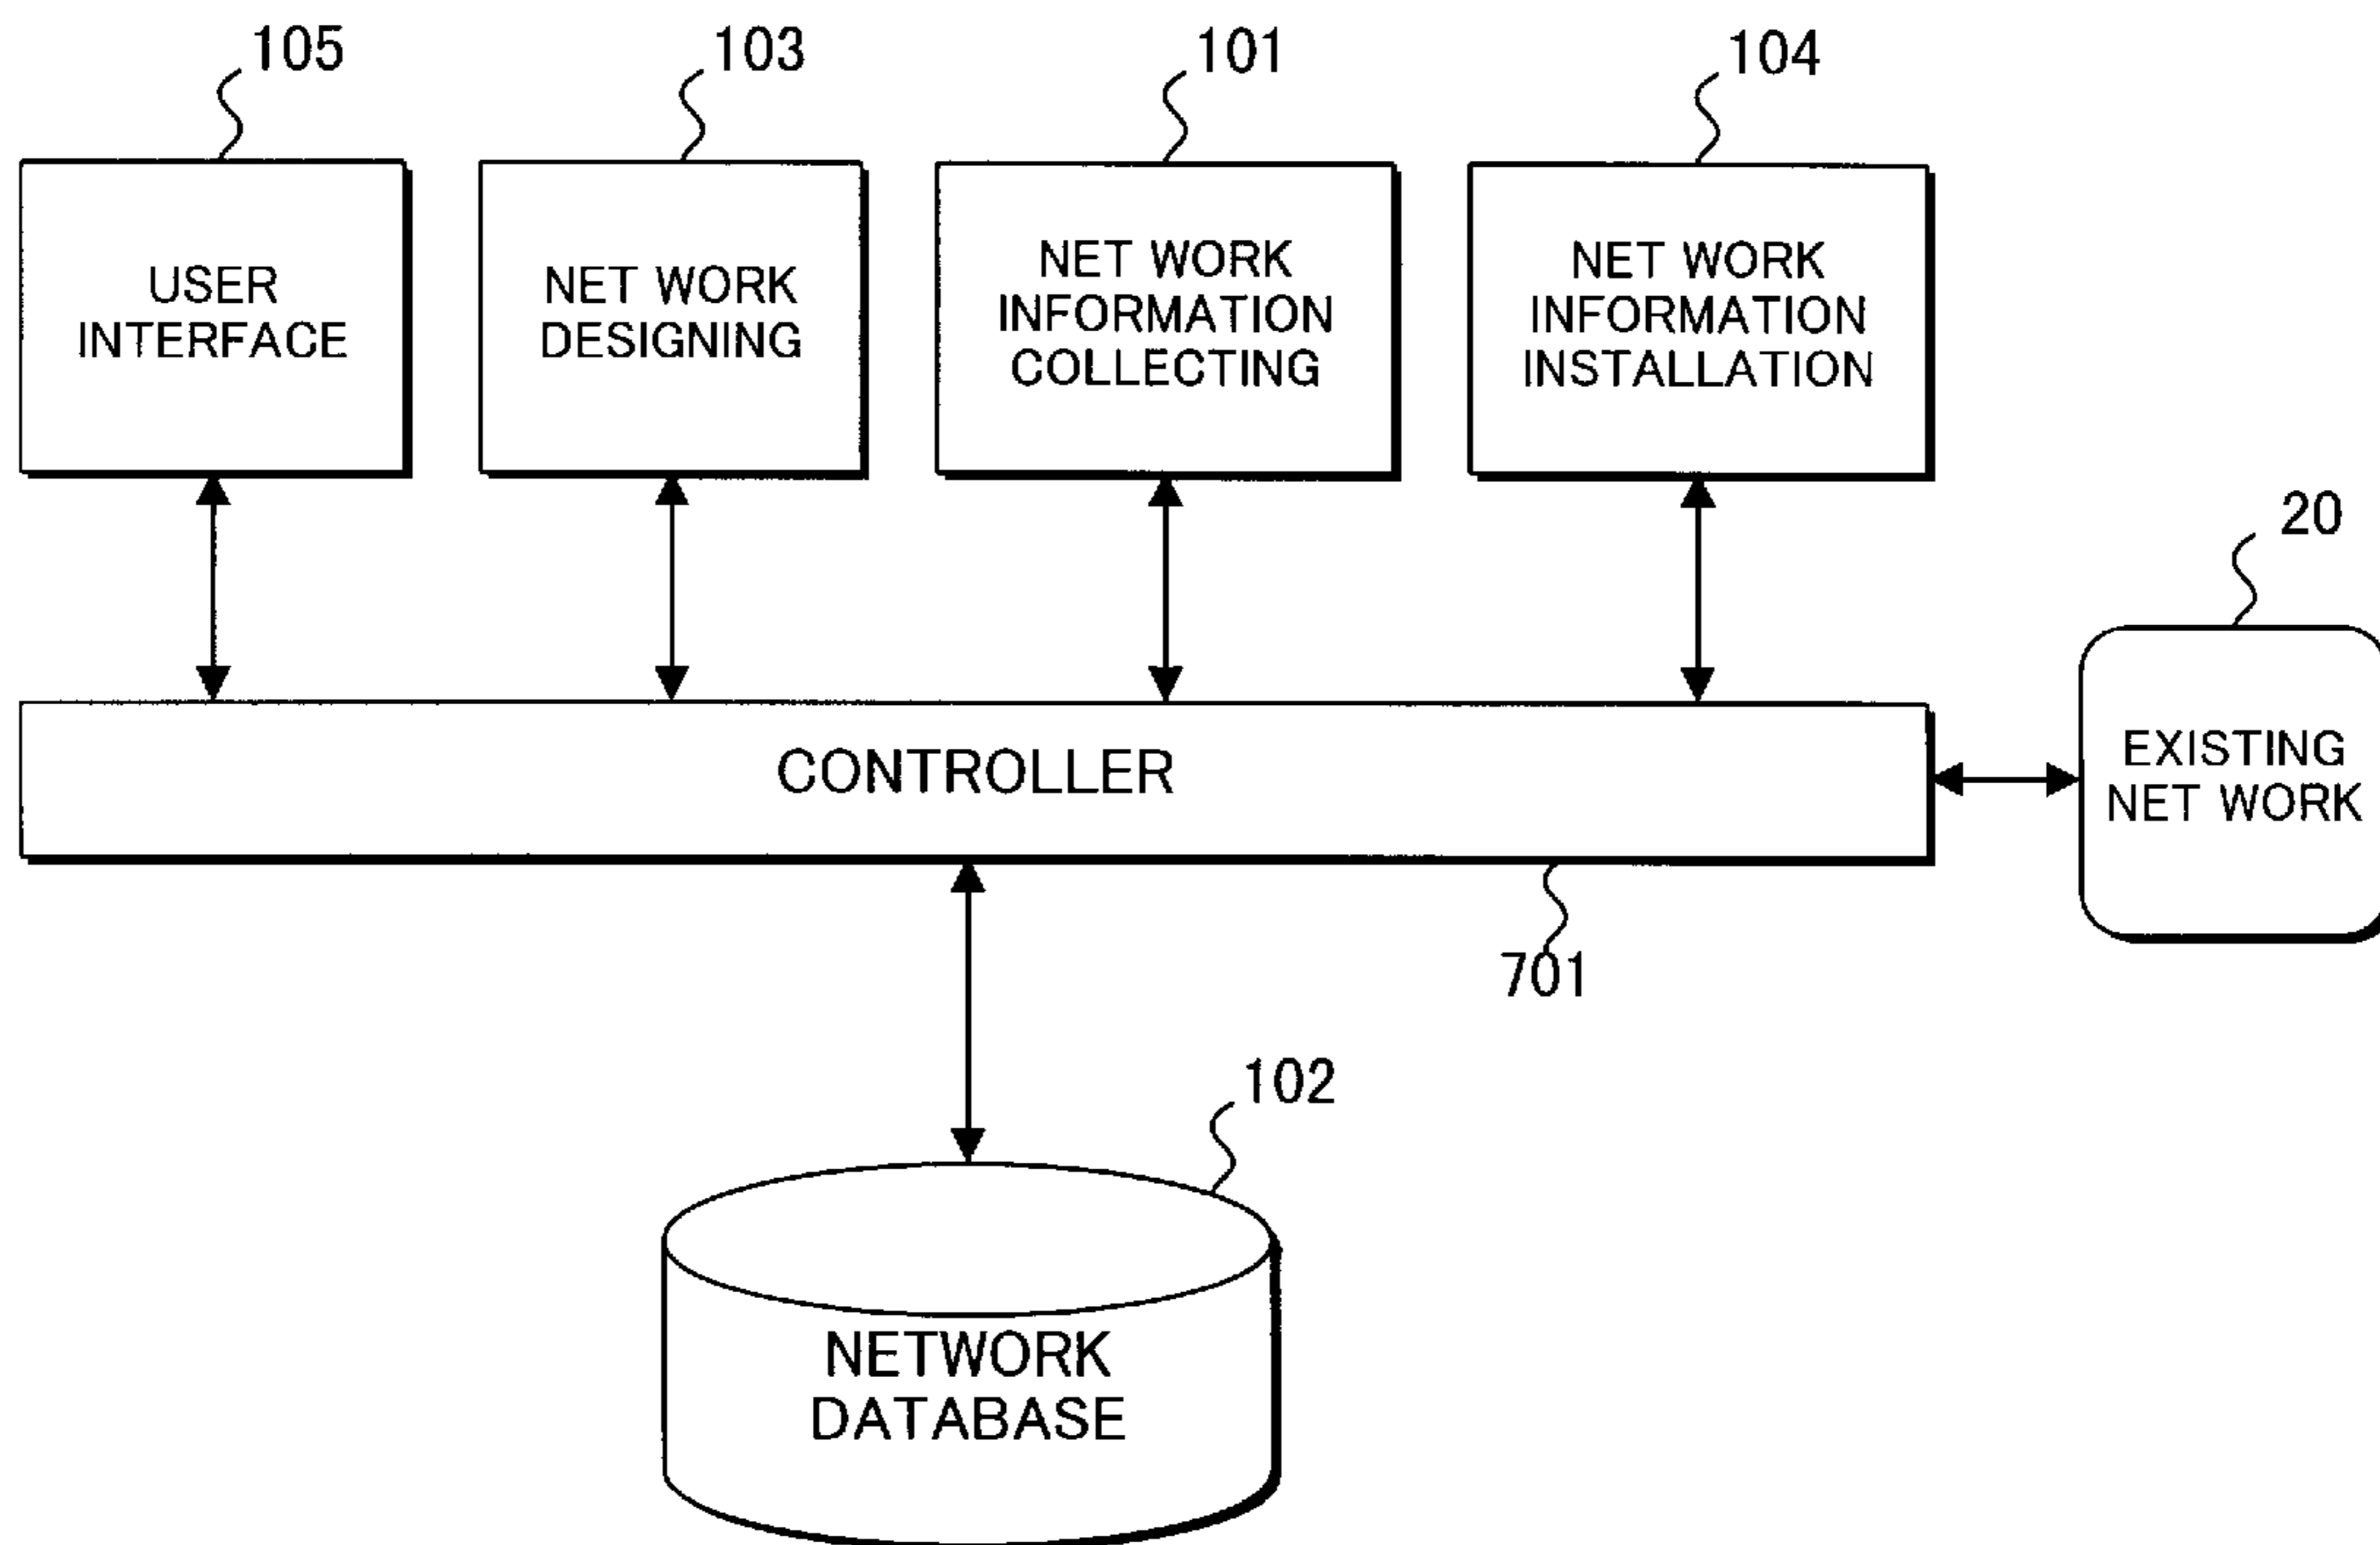 105
103
101
104
USER
INTERFACE
NET WORK
DESIGNING
NET WORK
INFORMATION
COLLECTING
NET WORK
INFORMATION
INSTALLATION
20
CONTROLLER
EXISTING
NET WORK
701
102
NETWORK
DATABASE